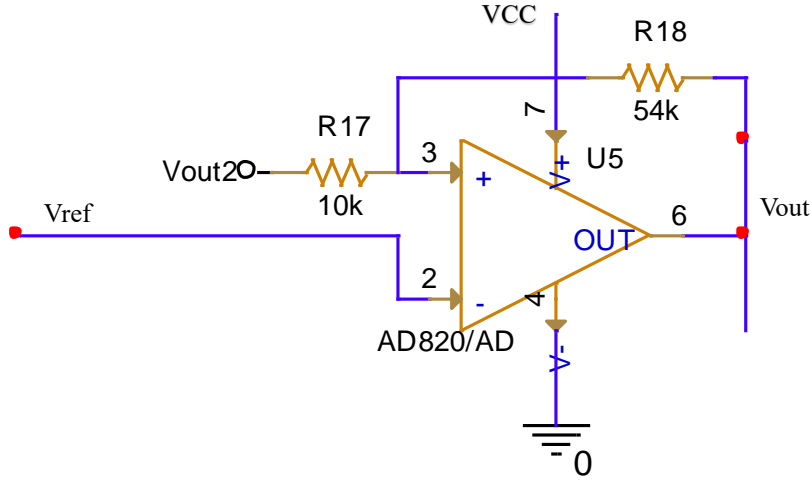 VCC
R18
54k
7
R17
3
V+
U5
Vout2
10k
+
Vref
Vout
6
OUT
2
-
4
AD820/AD
V-
0